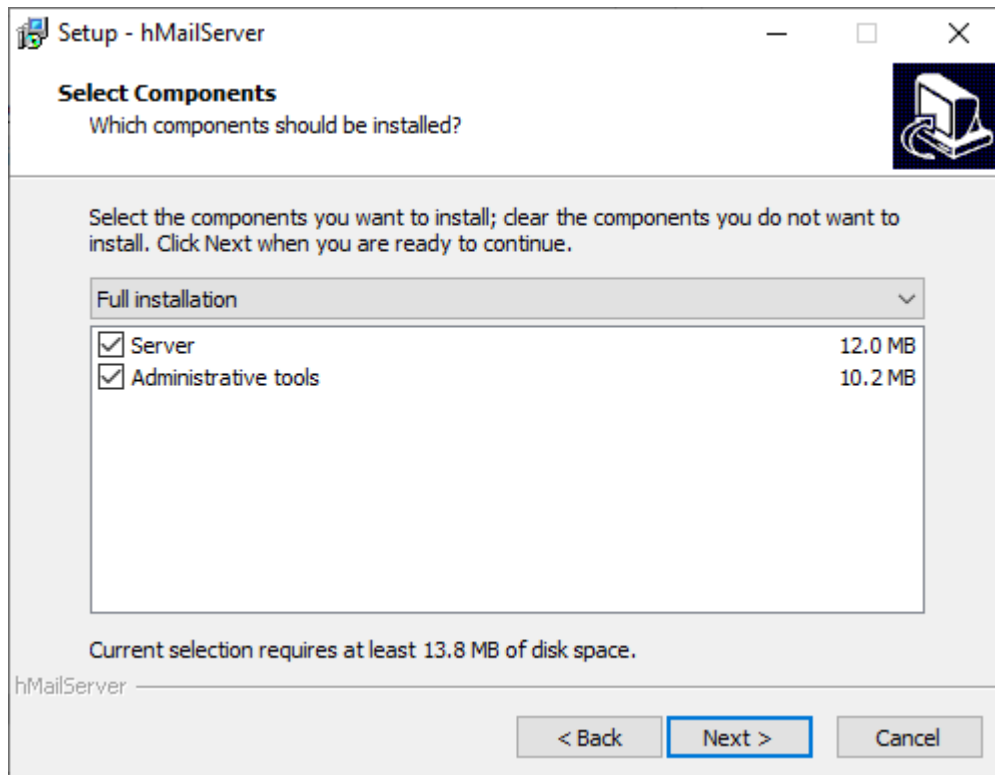 Setup - hMailServer
Select Components
Which components should be installed?
Select the components you want to install; clear the components you do not want to
install. Click Next when you are ready to continue.
Full installation
Server 12.0 MB
Administrative tools 10.2 MB
Current selection requires at least 13.8 MB of disk space.
hMailServer
< Back Next > Cancel